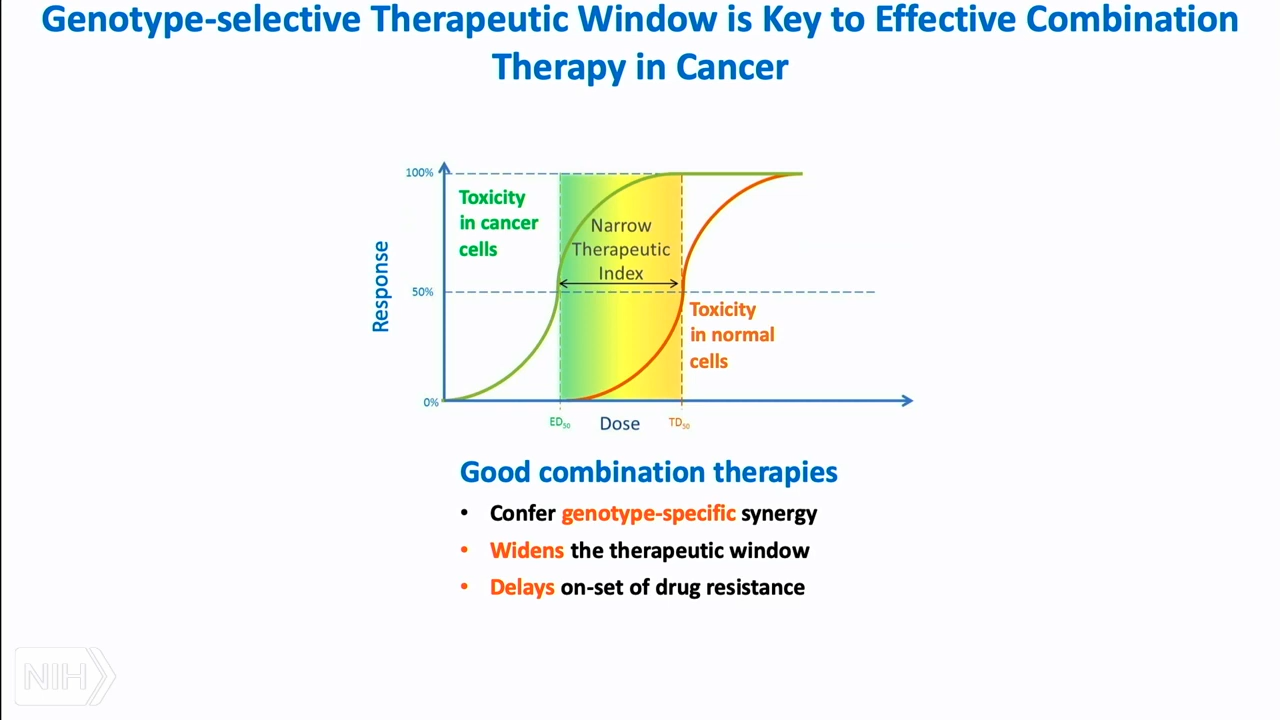 Genotype-selective Therapeutic Window is Key to Effective Combination
Therapy in Cancer
100%
Toxicity
in cancer
cells
Narrow
Therapeutic
Index
Response
50%
Toxicity
in normal
cells
0%
ED50
Dose
TD50
Good combination therapies
• Confer genotype-specific synergy
• Widens the therapeutic window
• Delays on-set of drug resistance
NIH